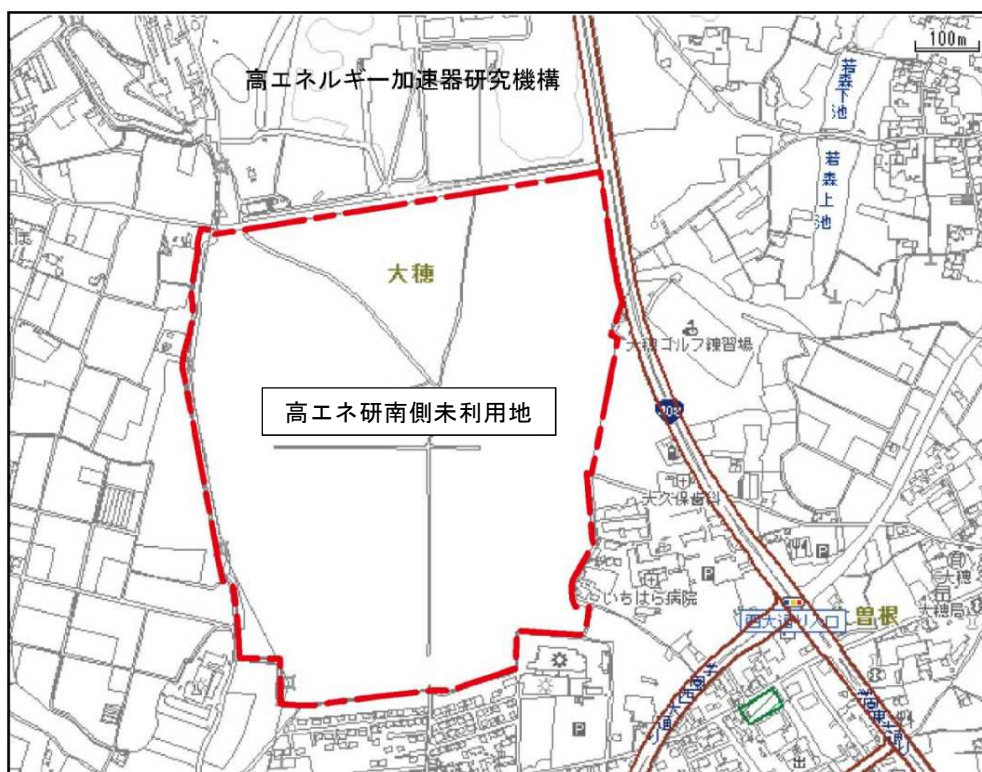 100m
高エネルギー加速器研究機構
若森下池
若森上池
大穂
大穂ゴルフ練習場
高エネ研南側未利用地
大久保歯科
P
いちはら病院
P
西大通り入口
曽根
大穂局
P